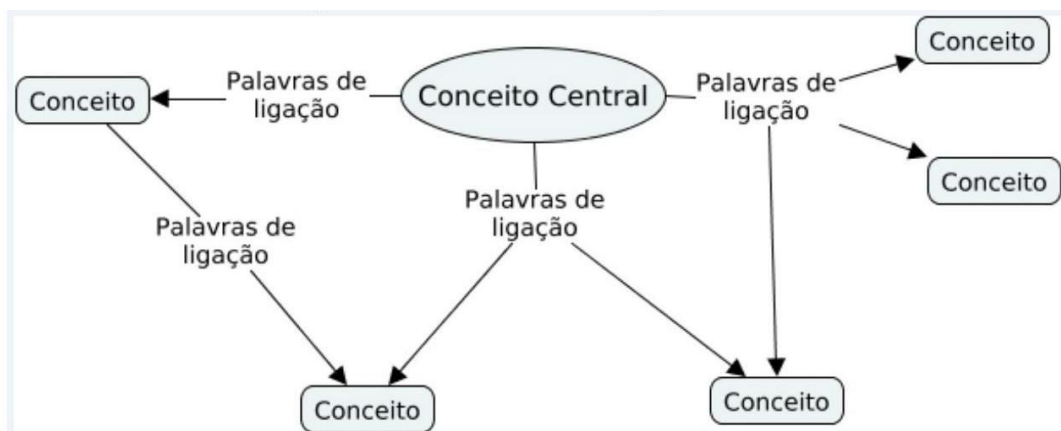 Conceito
Palavras de
ligação
Conceito Central
Palavras de
ligação
Conceito
Conceito
Palavras de
ligação
Palavras de
ligação
Conceito
Conceito